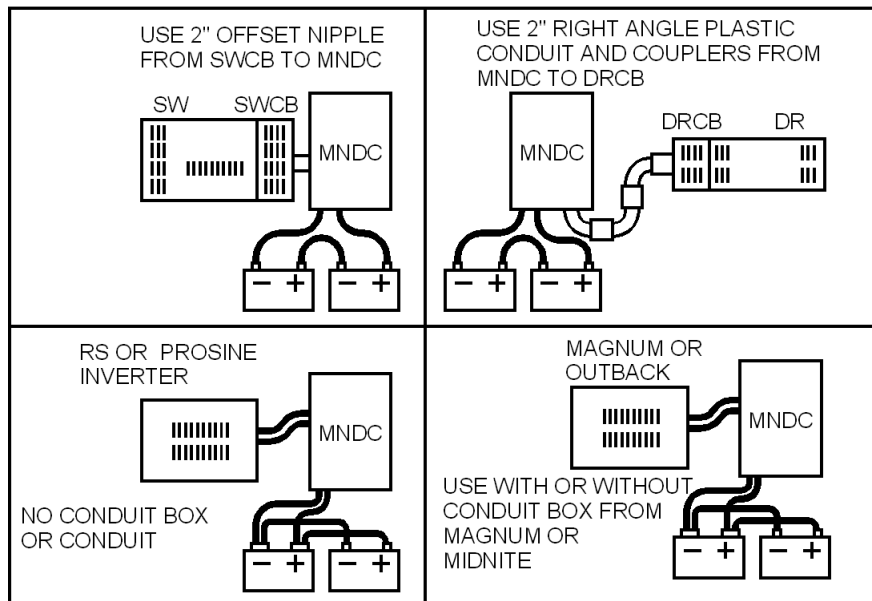 USE 2" OFFSET NIPPLE
FROM SWCB TO MNDC
SW SWCB
MNDC
- + - +
USE 2" RIGHT ANGLE PLASTIC
CONDUIT AND COUPLERS FROM
MNDC TO DRCB
DRCB DR
MNDC
- + - +
RS OR PROSINE
INVERTER
MNDC
NO CONDUIT BOX
OR CONDUIT
- + - +
MAGNUM OR
OUTBACK
MNDC
USE WITH OR WITHOUT
CONDUIT BOX FROM
MAGNUM OR
MIDNITE
- + - +